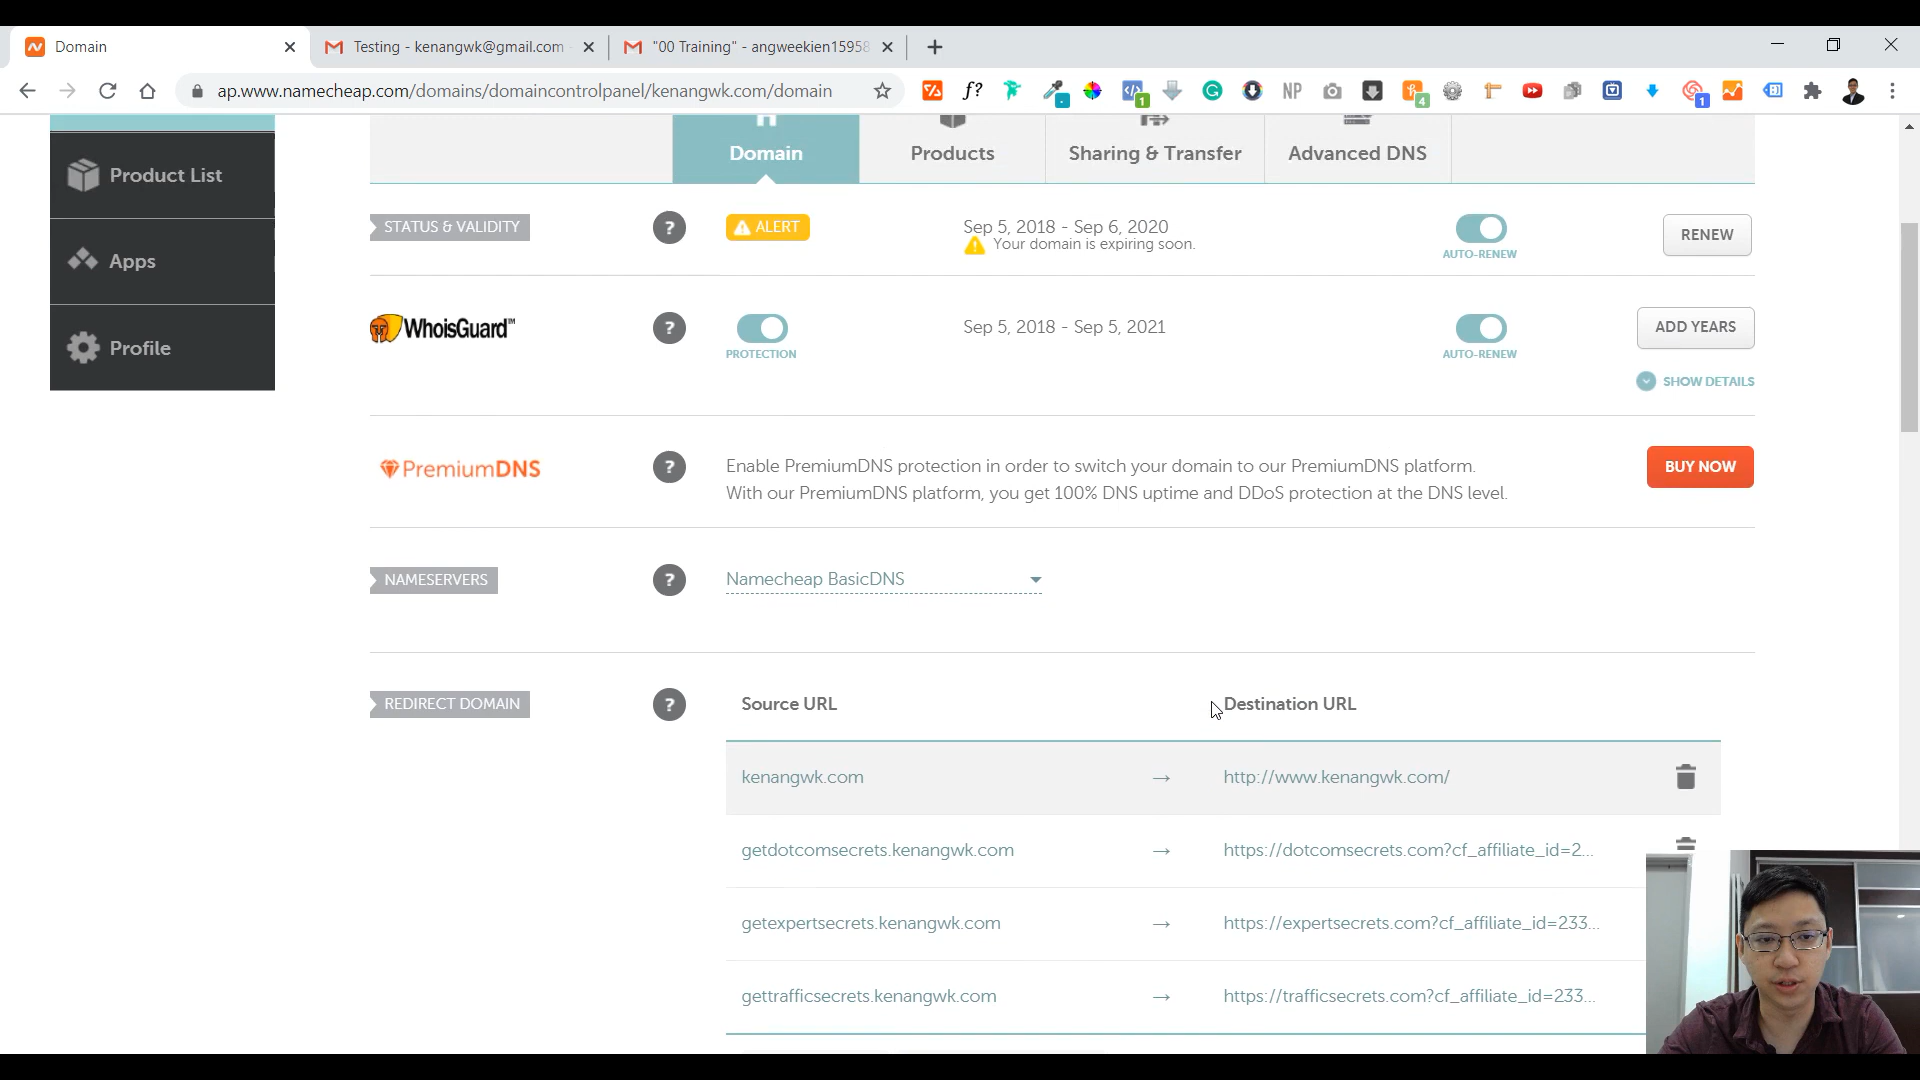 Domain
Testing - kenangwk@gmail.com
"00 Training" - angweekien15958
ap.www.namecheap.com/domains/domaincontrolpanel/kenangwk.com/domain
f?
NP
1
4
1
Product List
Apps
Profile
Domain
Products
Sharing & Transfer
Advanced DNS
STATUS & VALIDITY
?
ALERT
Sep 5, 2018 - Sep 6, 2020
Your domain is expiring soon.
AUTO-RENEW
RENEW
WhoisGuard™
?
PROTECTION
Sep 5, 2018 - Sep 5, 2021
AUTO-RENEW
ADD YEARS
SHOW DETAILS
PremiumDNS
?
Enable PremiumDNS protection in order to switch your domain to our PremiumDNS platform.
With our PremiumDNS platform, you get 100% DNS uptime and DDoS protection at the DNS level.
BUY NOW
NAMESERVERS
?
Namecheap BasicDNS
REDIRECT DOMAIN
?
Source URL
Destination URL
kenangwk.com
→
http://www.kenangwk.com/
getdotcomsecrets.kenangwk.com
→
https://dotcomsecrets.com?cf_affiliate_id=2...
getexpertsecrets.kenangwk.com
→
https://expertsecrets.com?cf_affiliate_id=233...
gettrafficsecrets.kenangwk.com
→
https://trafficsecrets.com?cf_affiliate_id=233...